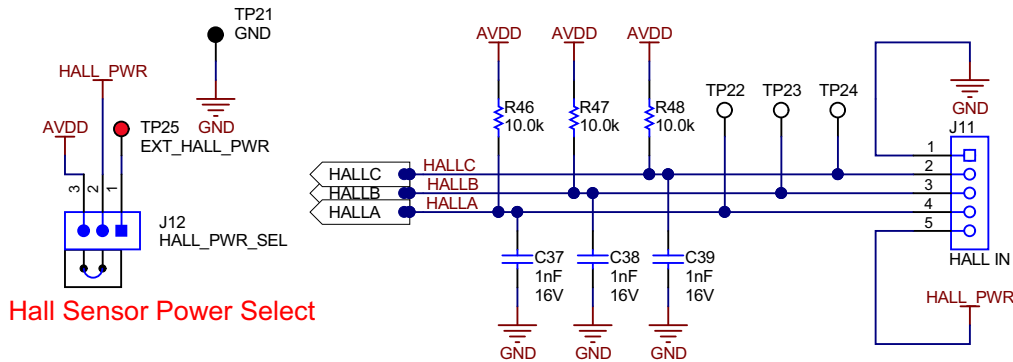 TP21
GND
HALL_PWR
GND
AVDD
TP25
EXT_HALL_PWR
3
2
1
J12
HALL_PWR_SEL
Hall Sensor Power Select
AVDD
AVDD
AVDD
R46
10.0k
R47
10.0k
R48
10.0k
TP22
TP23
TP24
HALLC
HALLC
HALLB
HALLB
HALLA
HALLA
C37
1nF
16V
C38
1nF
16V
C39
1nF
16V
GND
GND
GND
GND
J11
1
2
3
4
5
HALL IN
HALL_PWR